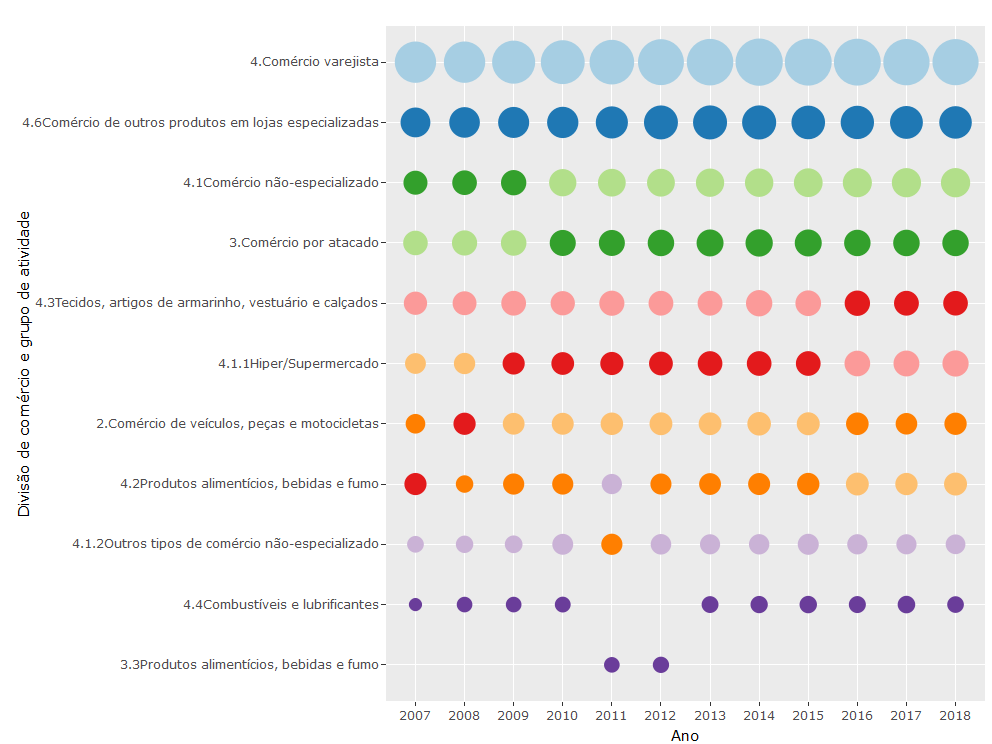 4.Comércio varejista
4.6Comércio de outros produtos em lojas especializadas
4.1Comércio não-especializado
3.Comércio por atacado
4.3Tecidos, artigos de armarinho, vestuário e calçados
4.1.1Hiper/Supermercado
2.Comércio de veículos, peças e motocicletas
4.2Produtos alimentícios, bebidas e fumo
4.1.2Outros tipos de comércio não-especializado
4.4Combustíveis e lubrificantes
3.3Produtos alimentícios, bebidas e fumo
Divisão de comércio e grupo de atividade
2007 2008 2009 2010 2011 2012 2013 2014 2015 2016 2017 2018
Ano